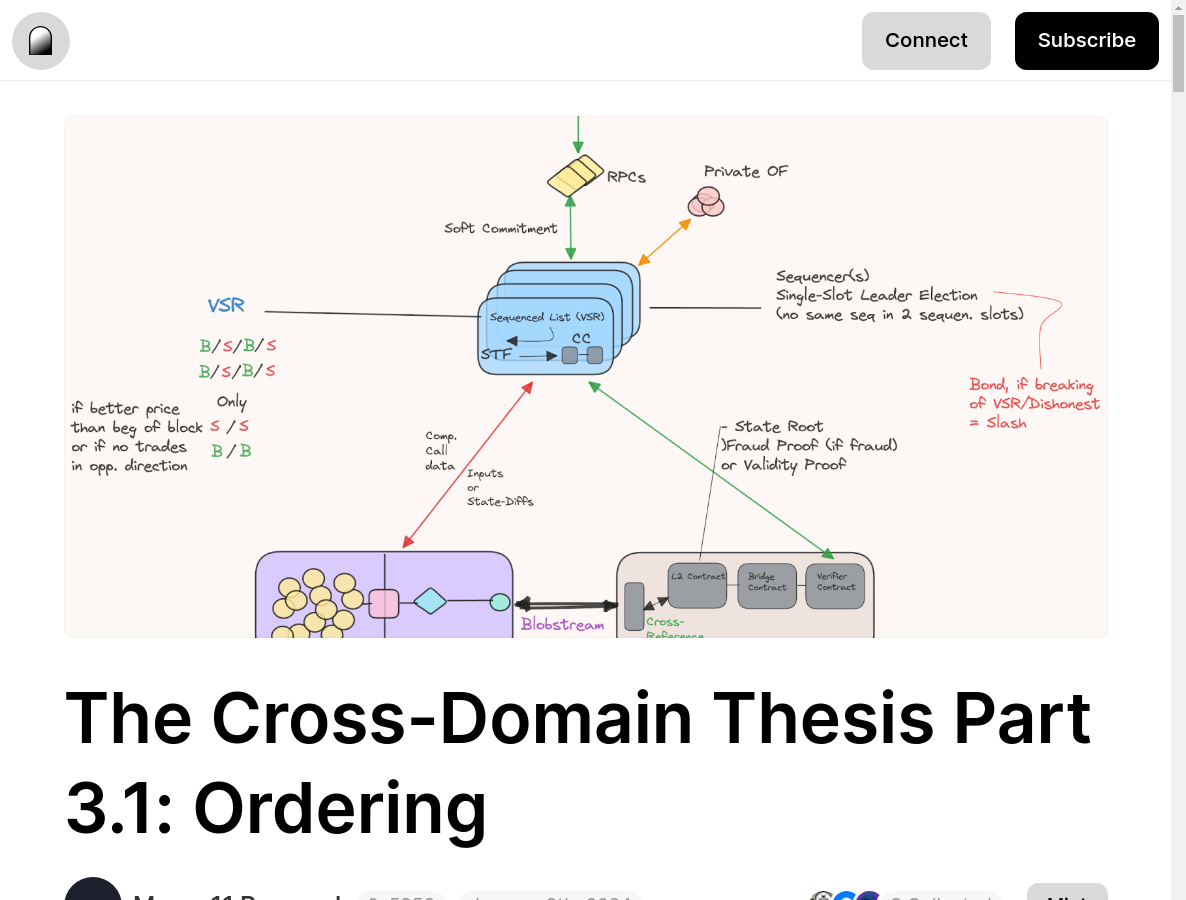 Connect
Subscribe
RPCs
Private OF
Soft Commitment
VSR
Sequenced List (VSR)
CC
STF
Sequencer(s)
Single-Slot Leader Election
(no same seq in 2 sequen. slots)
B/S/B/S
B/S/B/S
Only
S / S
B / B
if better price
than beg of block
or if no trades
in opp. direction
Bond, if breaking
of VSR/Dishonest
= Slash
Comp.
Call
data
Inputs
or
State-Diffs
- State Root
)Fraud Proof (if fraud)
or Validity Proof
L2 Contract
Bridge
Contract
Verifier
Contract
Blobstream
Cross-
Reference
The Cross-Domain Thesis Part
3.1: Ordering